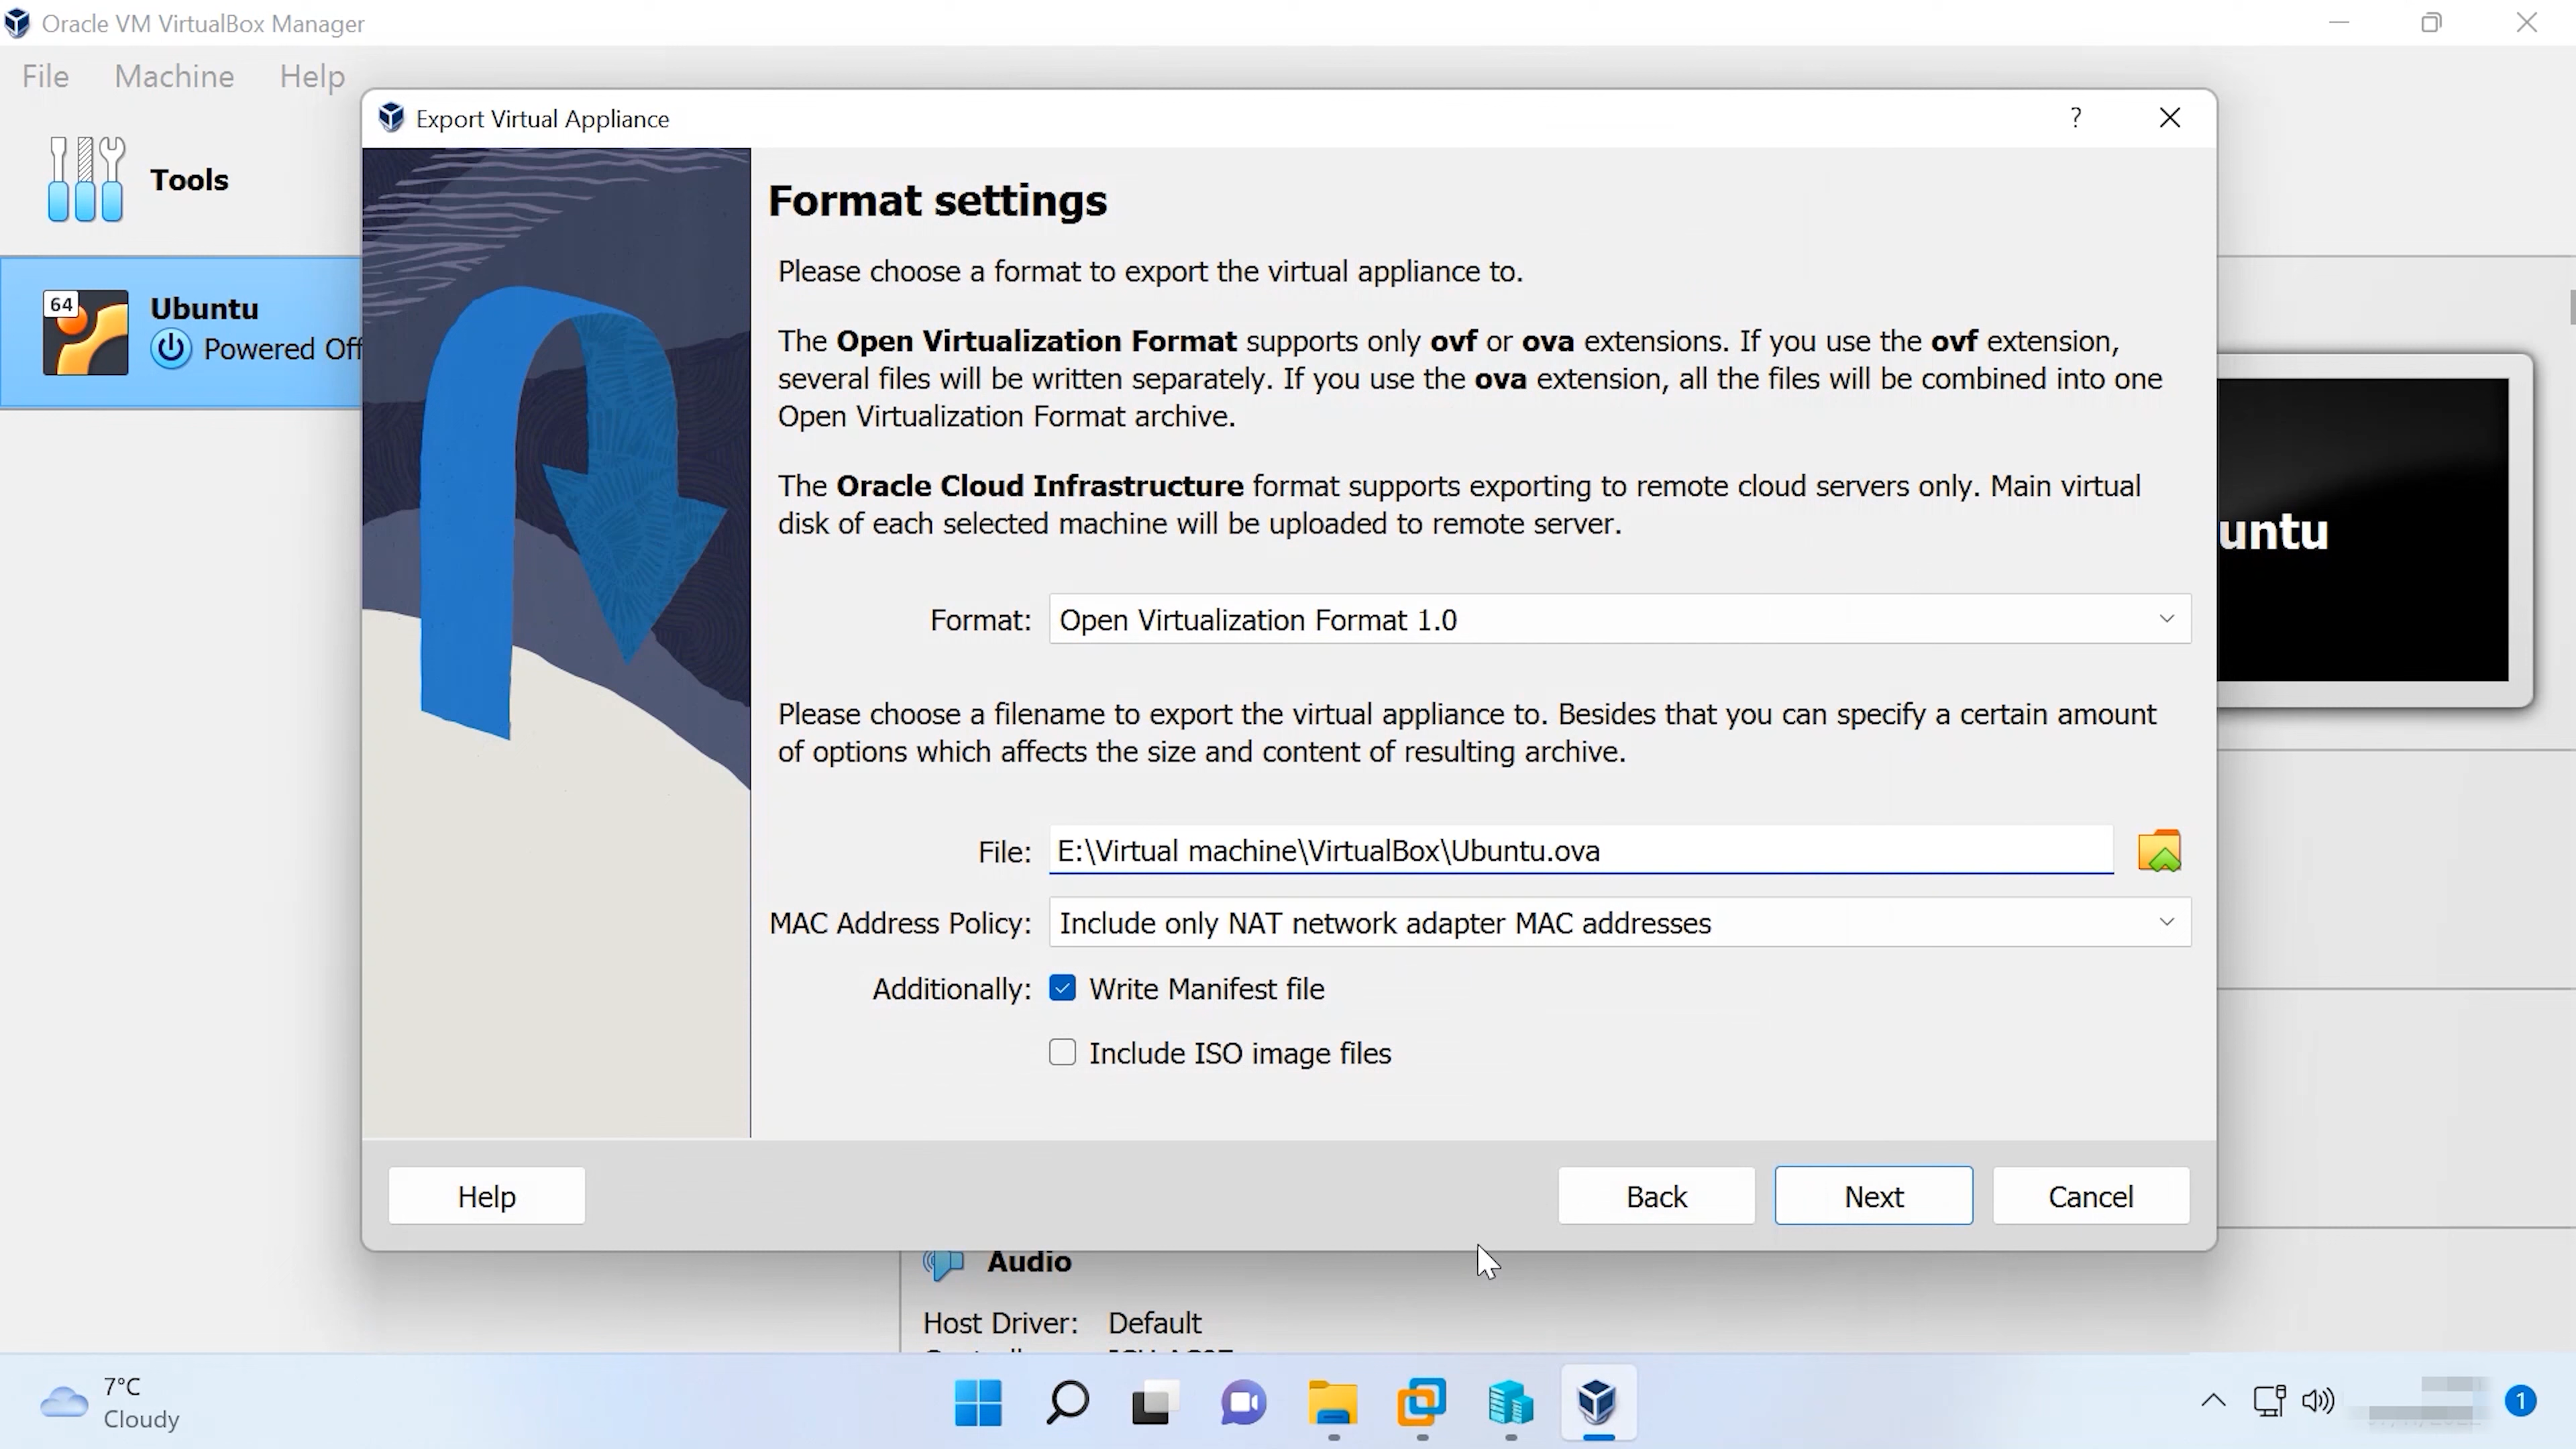 Oracle VM VirtualBox Manager
File Machine Help
Export Virtual Appliance
?
Tools
64
Ubuntu
Powered Off
Format settings
Please choose a format to export the virtual appliance to.
The Open Virtualization Format supports only ovf or ova extensions. If you use the ovf extension,
several files will be written separately. If you use the ova extension, all the files will be combined into one
Open Virtualization Format archive.
The Oracle Cloud Infrastructure format supports exporting to remote cloud servers only. Main virtual
disk of each selected machine will be uploaded to remote server.
untu
Format: Open Virtualization Format 1.0
Please choose a filename to export the virtual appliance to. Besides that you can specify a certain amount
of options which affects the size and content of resulting archive.
File: E:\Virtual machine\VirtualBox\Ubuntu.ova
MAC Address Policy: Include only NAT network adapter MAC addresses
Additionally: Write Manifest file
Include ISO image files
Help Back Next Cancel
Audio
Host Driver: Default
7°C
Cloudy
1